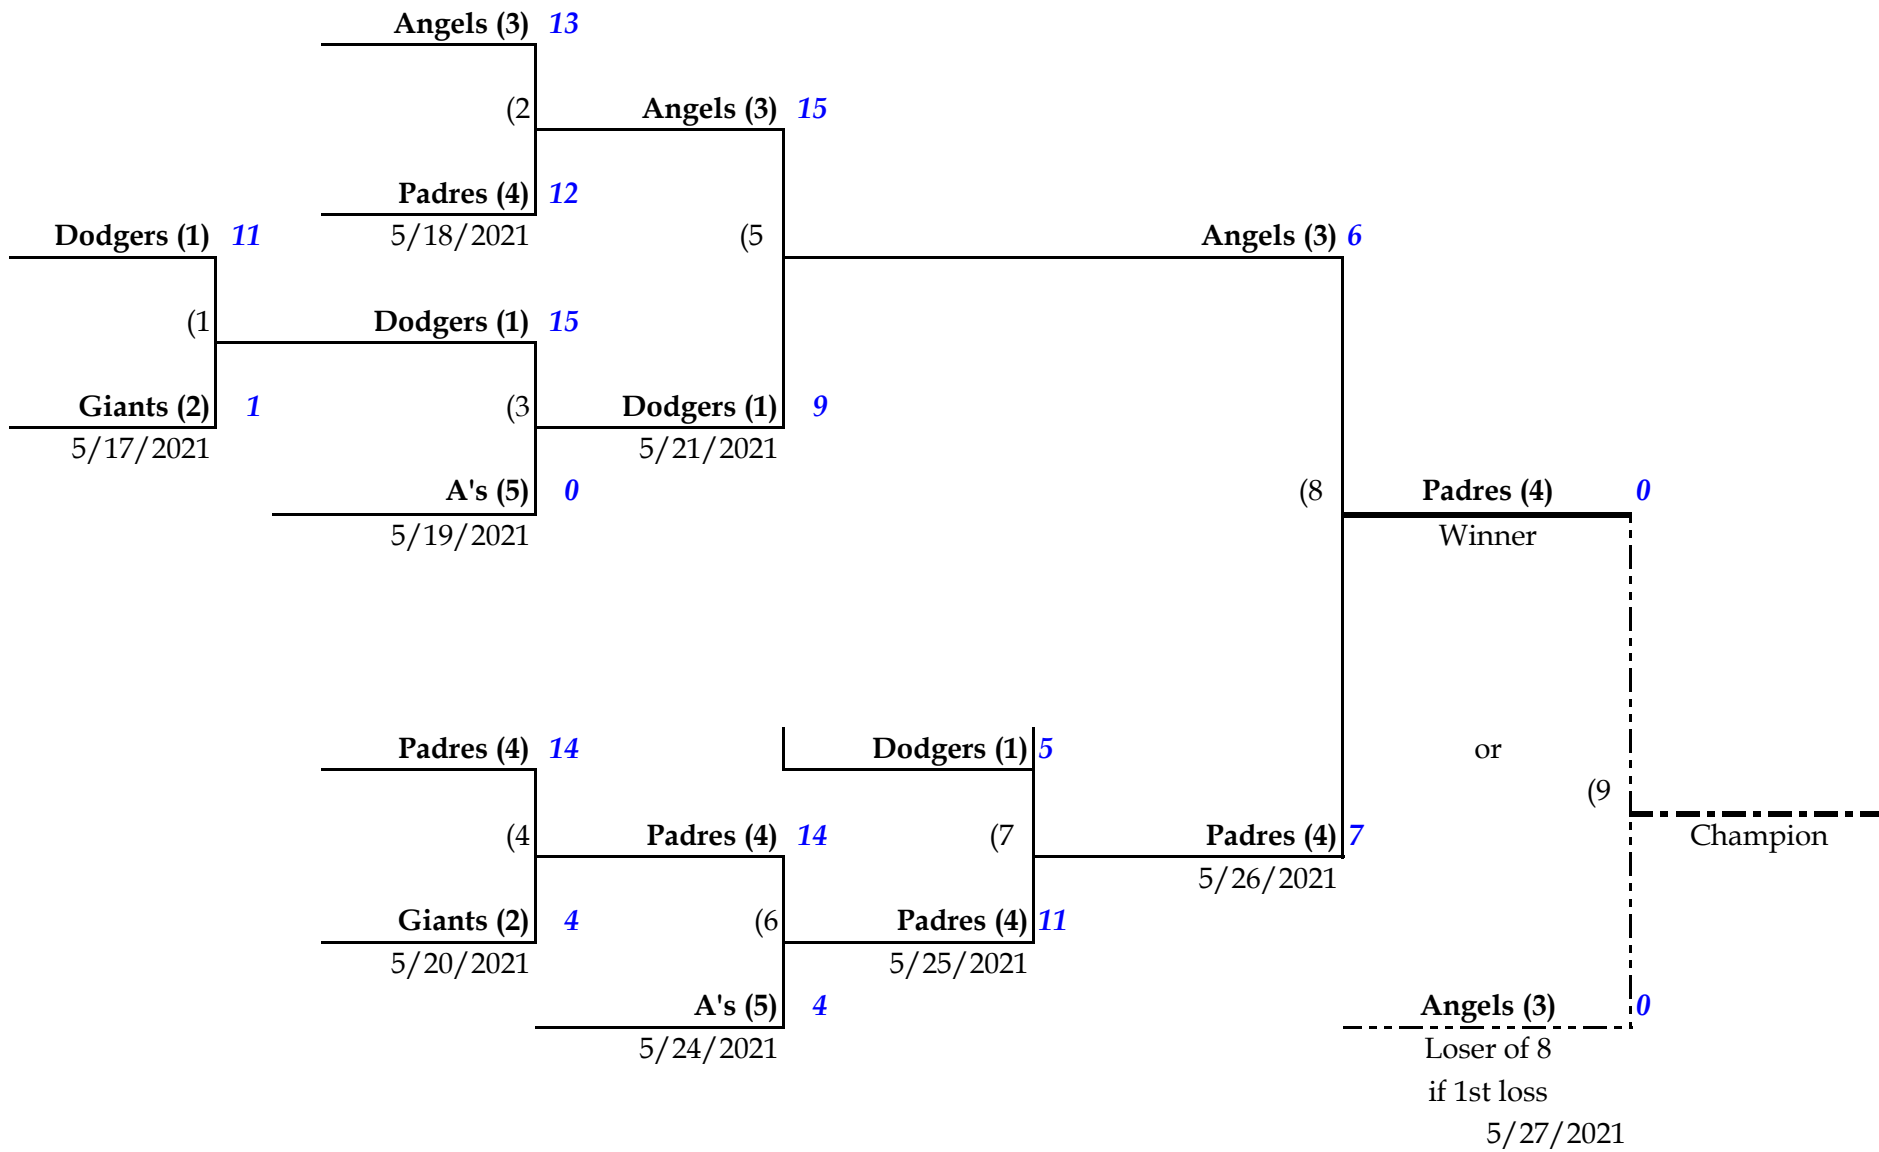 Angels (3) 13
(2 Angels (3) 15
Padres (4) 12
Dodgers (1) 11 5/18/2021 (5 Angels (3) 6
(1 Dodgers (1) 15
Giants (2) 1 (3 Dodgers (1) 9
5/17/2021 5/21/2021
A's (5) 0 (8 Padres (4) 0
5/19/2021 Winner
Padres (4) 14 Dodgers (1) 5 or
(9
(4 Padres (4) 14 (7 Padres (4) 7 Champion
5/26/2021
Giants (2) 4 (6 Padres (4) 11
5/20/2021 5/25/2021
A's (5) 4 Angels (3) 0
5/24/2021 Loser of 8
if 1st loss
5/27/2021